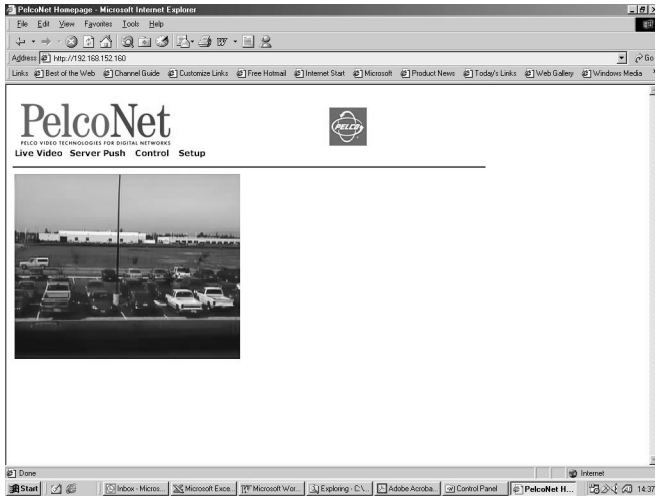 PelcoNet Homepage - Microsoft Internet Explorer
File Edit View Favorites Tools Help
Address http://192.168.152.160 Go
Links Best of the Web Channel Guide Customize Links Free Hotmail Internet Start Microsoft Product News Today's Links Web Gallery Windows Media
PelcoNet
PELCO VIDEO TECHNOLOGIES FOR DIGITAL NETWORKS
PELCO
Live Video Server Push Control Setup
Done Internet
Start Inbox - Micros... Microsoft Exce... Microsoft Wor... Exploring - C:\... Adobe Acroba... Control Panel PelcoNet H... 14:37